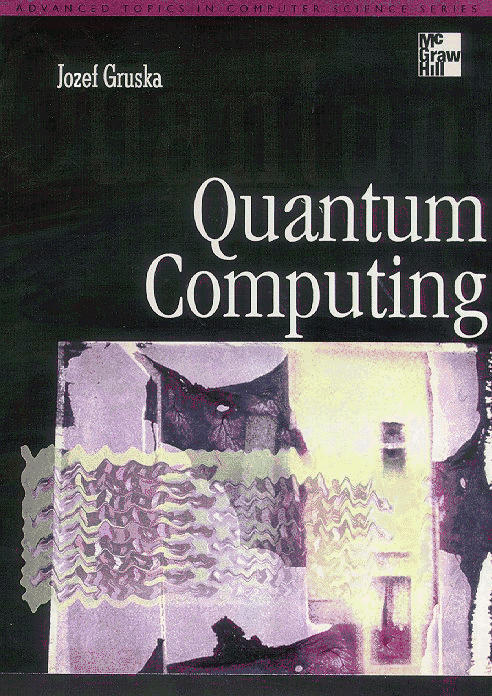 ADVANCED TOPICS IN COMPUTER SCIENCE SERIES
Mc
Graw
Hill
Jozef Gruska
Quantum
Computing